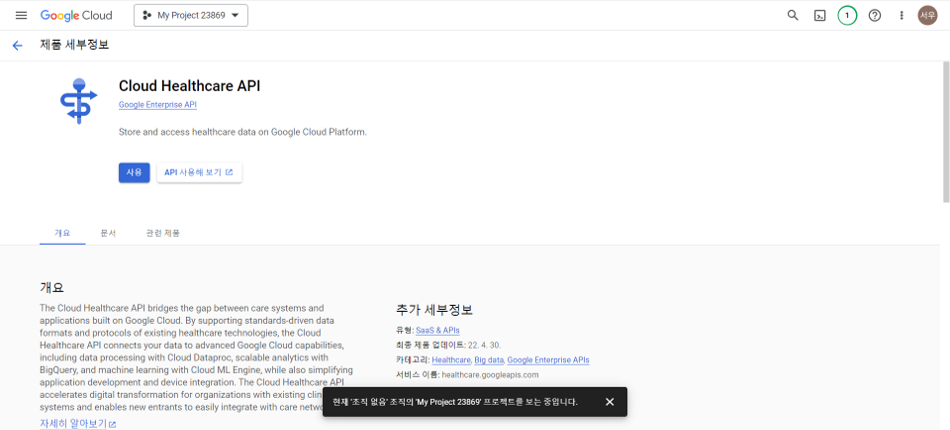 Google Cloud
My Project 23869
1
서우
제품 세부정보
Cloud Healthcare API
Google Enterprise API
Store and access healthcare data on Google Cloud Platform.
사용
API 사용해 보기
개요
문서
관련 제품
개요
The Cloud Healthcare API bridges the gap between care systems and
applications built on Google Cloud. By supporting standards-driven data
formats and protocols of existing healthcare technologies, the Cloud
Healthcare API connects your data to advanced Google Cloud capabilities,
including data processing with Cloud Dataproc, scalable analytics with
BigQuery, and machine learning with Cloud ML Engine, while also simplifying
application development and device integration. The Cloud Healthcare API
accelerates digital transformation for organizations with existing
systems and enables new entrants to easily integrate with care
자세히 알아보기
추가 세부정보
유형: SaaS & APIs
최종 제품 업데이트: 22. 4. 30.
카테고리: Healthcare, Big data, Google Enterprise APIs
서비스 이름: healthcare.googleapis.com
현재 '조직 없음' 조직의 'My Project 23869' 프로젝트를 보는 중입니다.